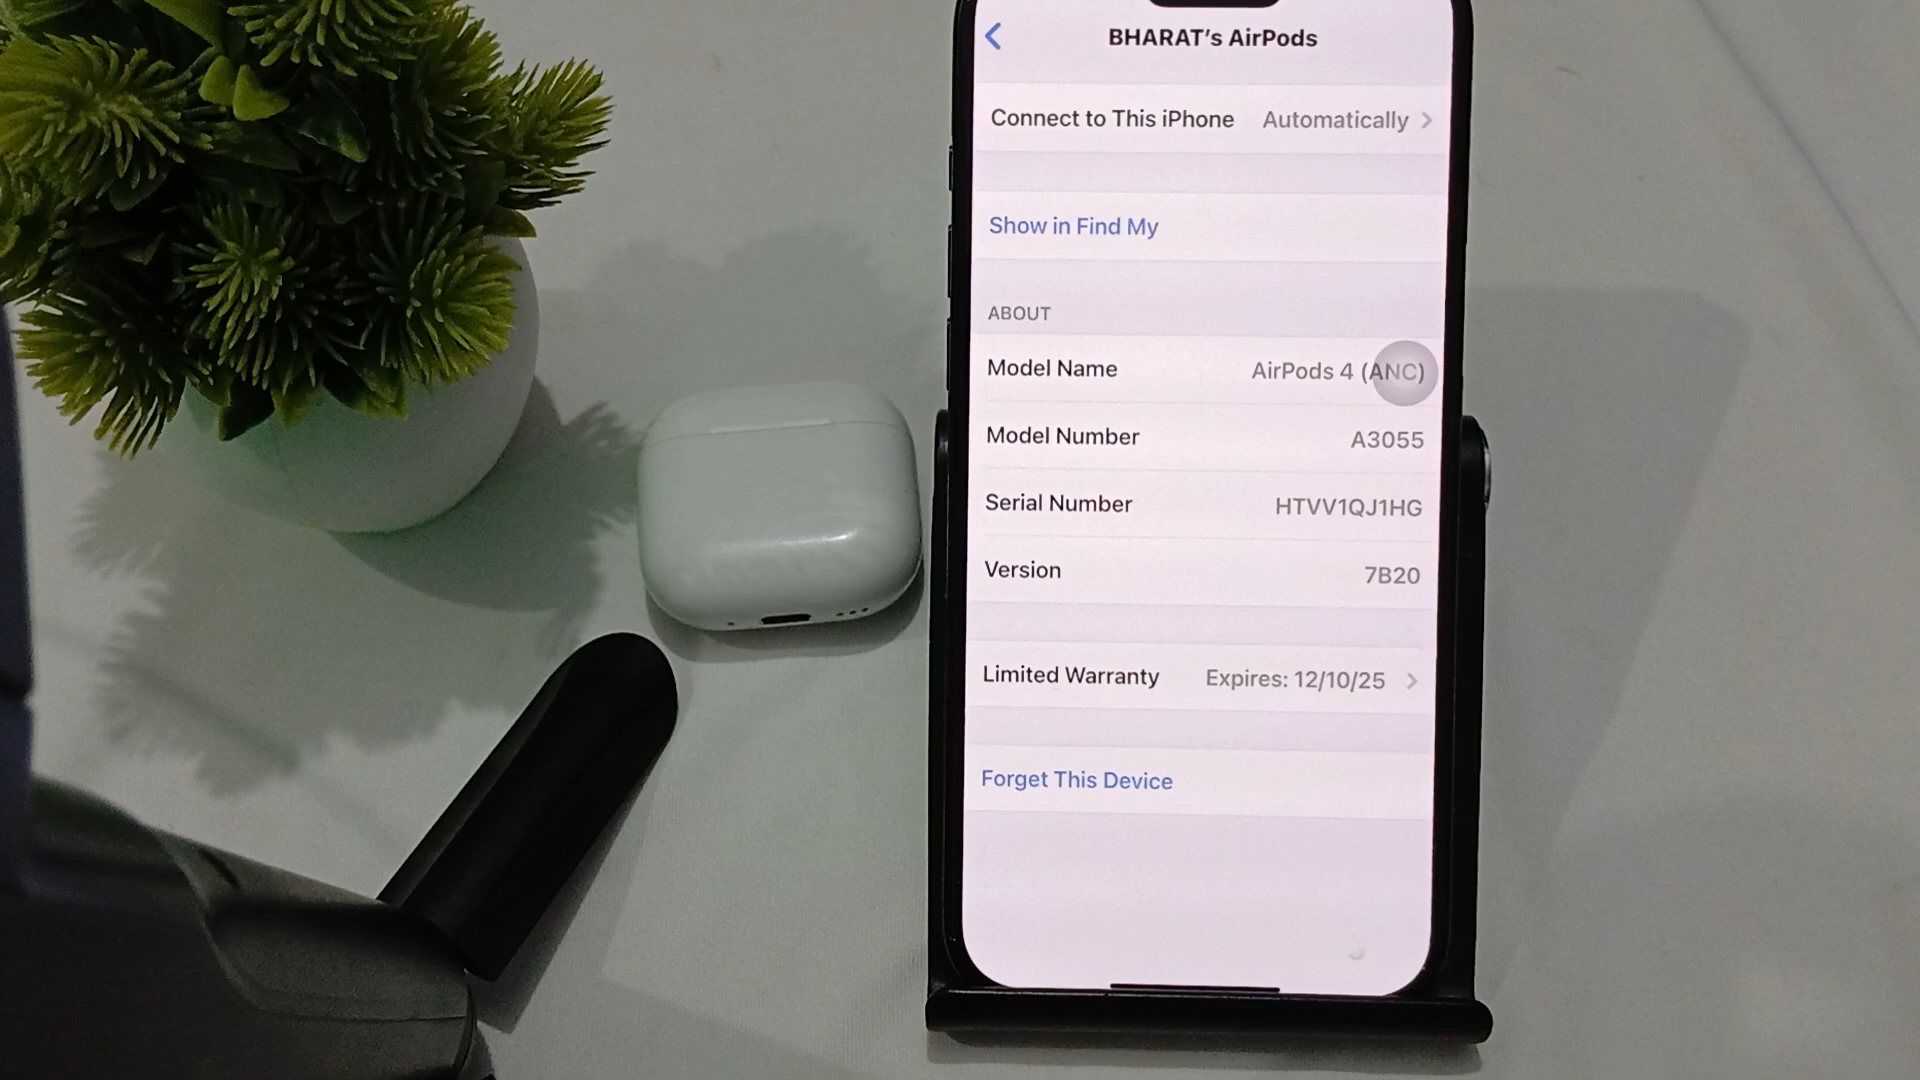 BHARAT's AirPods
Connect to This iPhone Automatically
Show in Find My
ABOUT
Model Name AirPods 4 (ANC)
Model Number A3055
Serial Number HTVV1QJ1HG
Version 7B20
Limited Warranty Expires: 12/10/25
Forget This Device